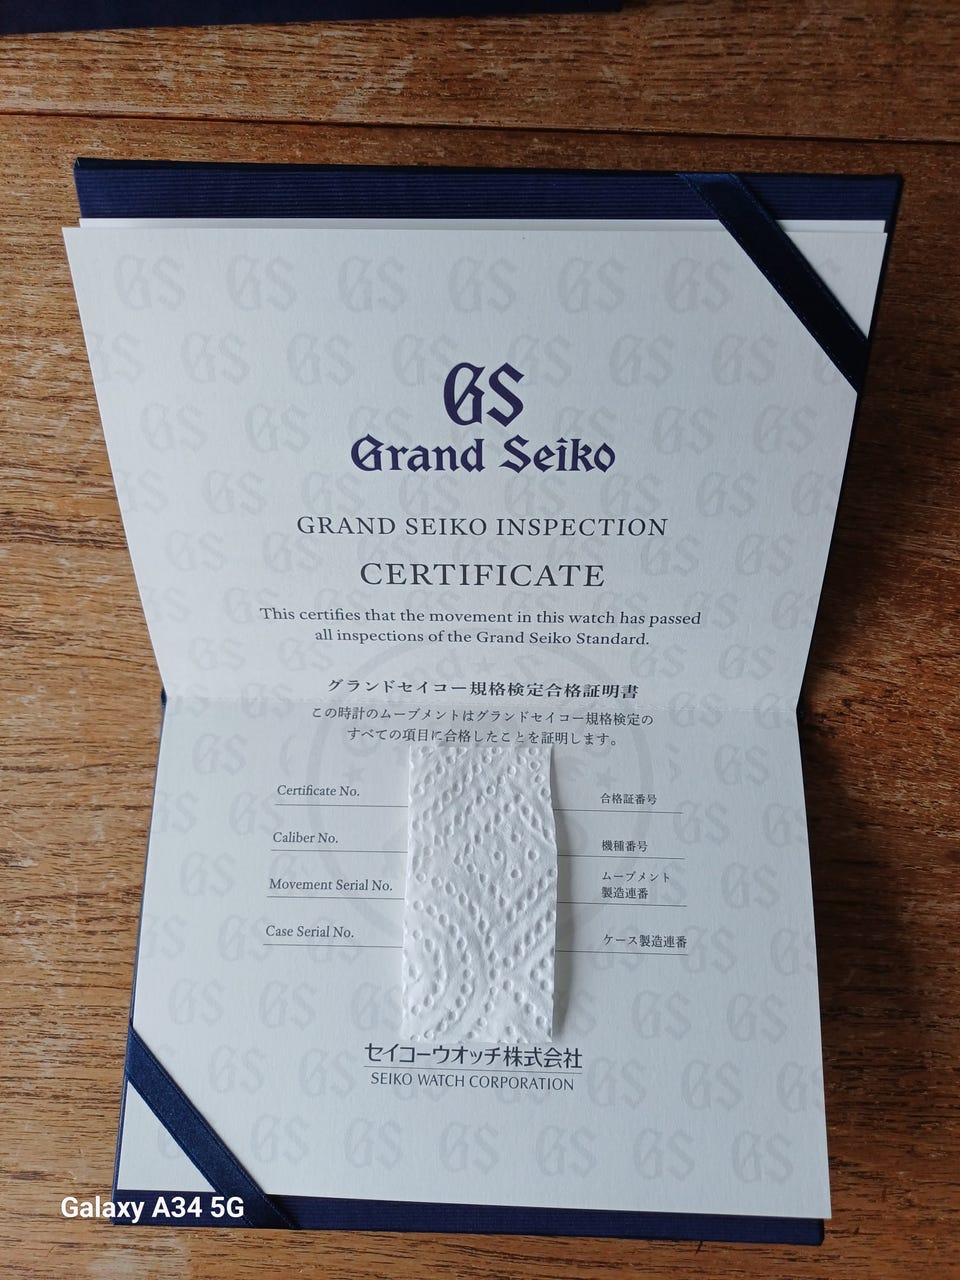 GS
Grand Seiko
GRAND SEIKO INSPECTION
CERTIFICATE
This certifies that the movement in this watch has passed
all inspections of the Grand Seiko Standard.
グランドセイコー規格検定合格証明書
この時計のムーブメントはグランドセイコー規格検定の
すべての項目に合格したことを証明します。
Certificate No. 合格証番号
Caliber No. 機種番号
Movement Serial No. ムーブメント
製造連番
Case Serial No. ケース製造連番
セイコーウオッチ株式会社
SEIKO WATCH CORPORATION
Galaxy A34 5G